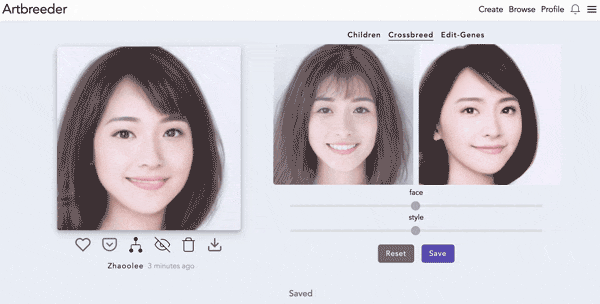 Artbreeder
Create Browse Profile
Children Crossbreed Edit-Genes
face
style
Reset Save
Zhaoolee 3 minutes ago
Saved